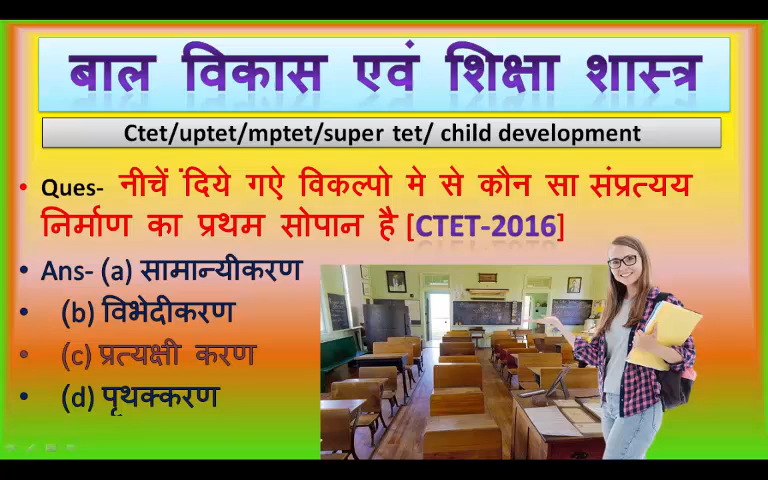 बाल विकास एवं शिक्षा शास्त्र
Ctet/uptet/mptet/super tet/ child development
• Ques- नीचें दिंये गऐ विकल्पो मे से कौन सा संप्रत्यय
निर्माण का प्रथम सोपान है [CTET-2016]
• Ans- (a) सामान्यीकरण
• (b) विभेदीकरण
• (c) प्रत्यक्षी करण
• (d) पृथक्करण